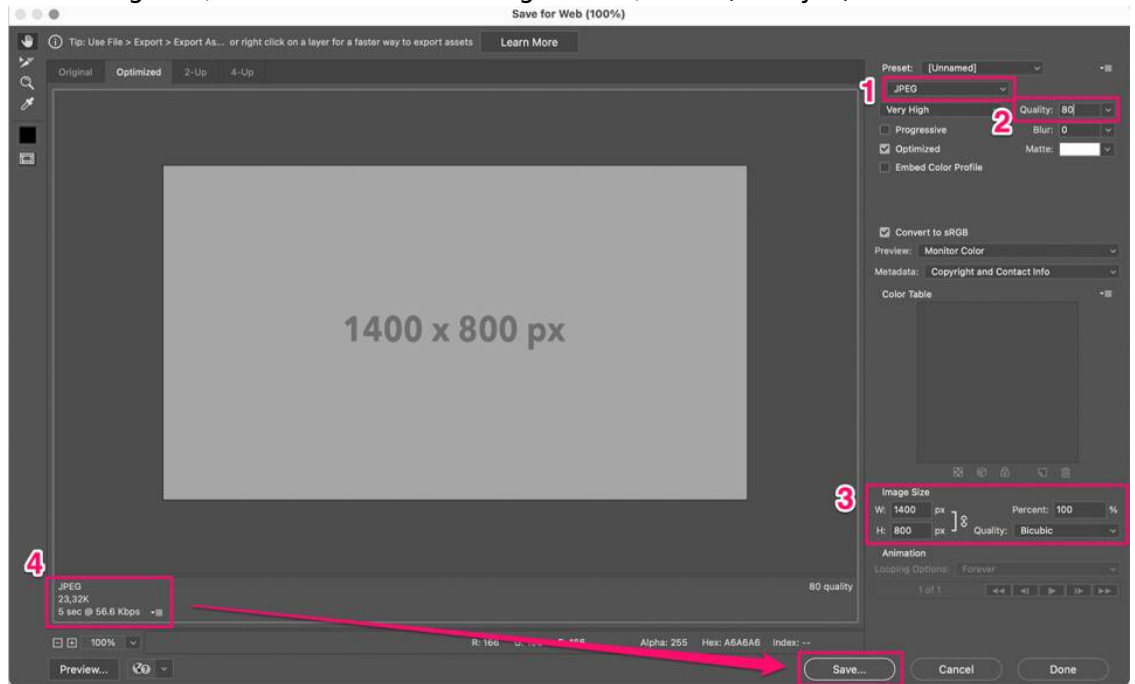 Save for Web (100%)
Tip: Use File > Export > Export As... or right click on a layer for a faster way to export assets
Learn More
Original Optimized 2-Up 4-Up
Preset: [Unnamed]
1
JPEG
Very High
2
Quality: 80
Progressive
Blur: 0
Optimized
Matte:
Embed Color Profile
Convert to sRGB
Preview: Monitor Color
Metadata: Copyright and Contact Info
Color Table
1400 x 800 px
3
Image Size
W: 1400 px
Percent: 100 %
H: 800 px
Quality: Bicubic
Animation
Looping Options: Forever
1 of 1
4
JPEG
23,32K
5 sec @ 56.6 Kbps
80 quality
100%
R: 166
Alpha: 255 Hex: A6A6A6 Index: --
Preview...
Save...
Cancel
Done